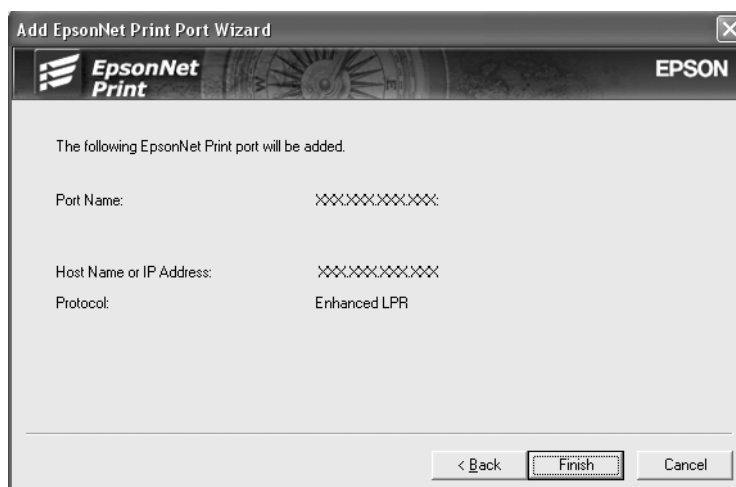 Add EpsonNet Print Port Wizard
EpsonNet
Print
EPSON
The following EpsonNet Print port will be added.
Port Name: XXX.XXX.XXX.XXX:
Host Name or IP Address: XXX.XXX.XXX.XXX
Protocol: Enhanced LPR
< Back Finish Cancel